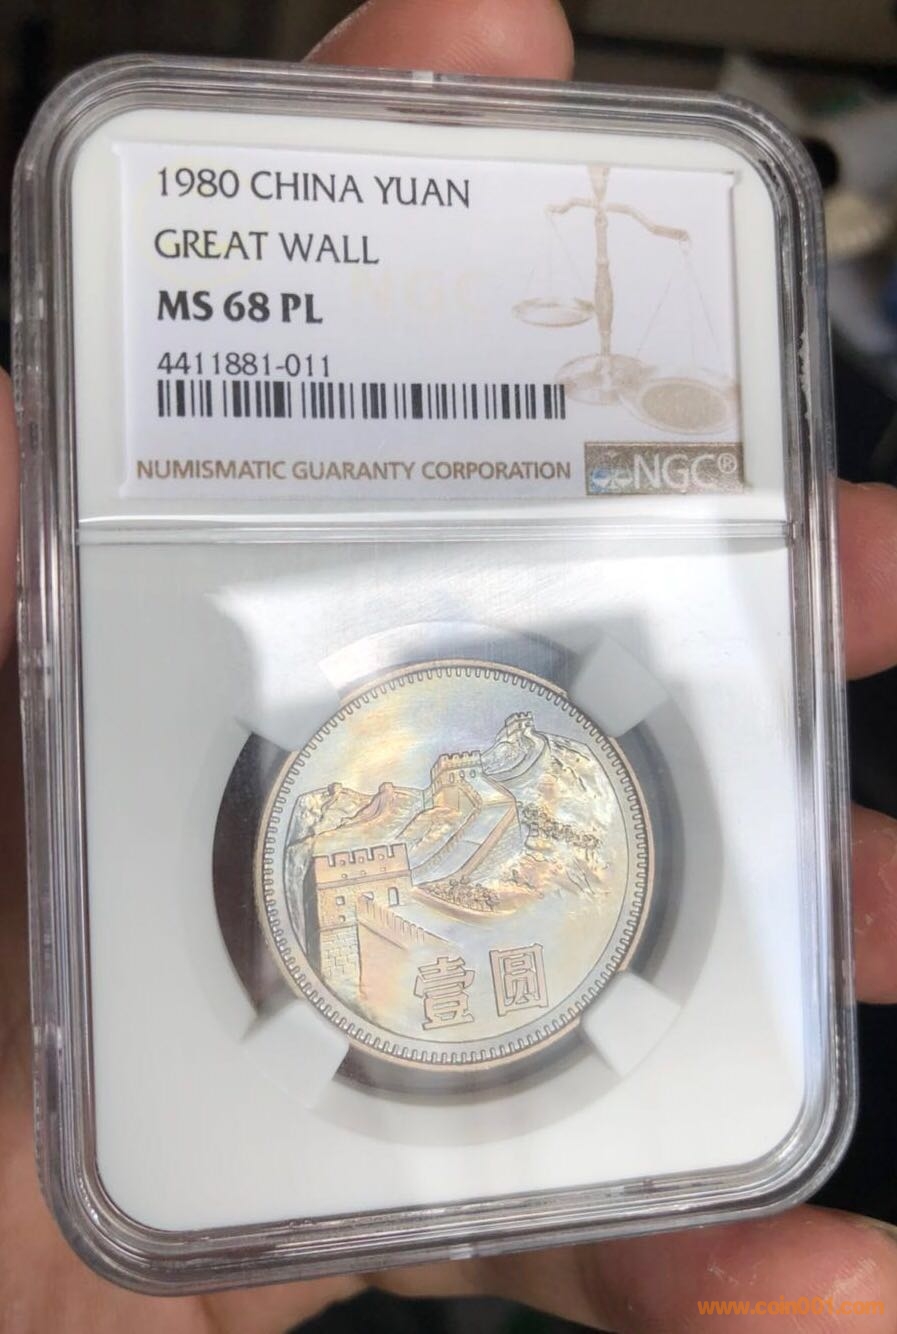 1980 CHINA YUAN
GREAT WALL
MS 68 PL
4411881-011
NUMISMATIC GUARANTY CORPORATION
NGC®
NGC
壹圆
www.coin001.com